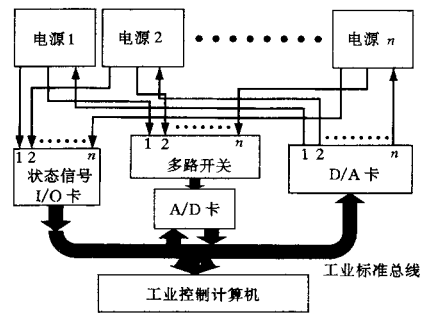 电源 1
电源 2
电源 n
1 2 n
1 2 n
1 2 n
状态信号
I/O 卡
多路开关
D/A 卡
A/D 卡
工业标准总线
工业控制计算机